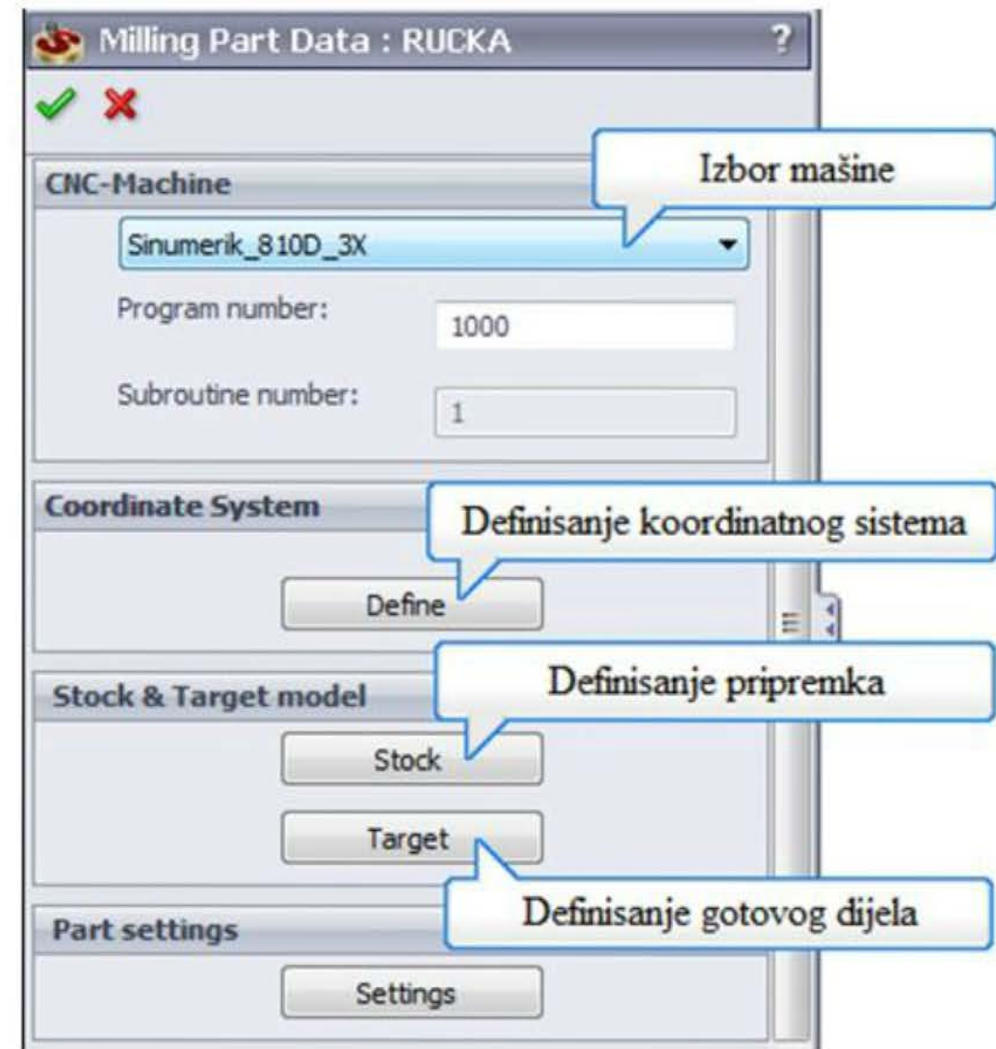 Milling Part Data : RUCKA ?
CNC-Machine
Izbor mašine
Sinumerik_810D_3X
Program number: 1000
Subroutine number: 1
Coordinate System
Definisanje koordinatnog sistema
Define
Stock & Target model
Definisanje pripremka
Stock
Target
Definisanje gotovog dijela
Part settings
Settings